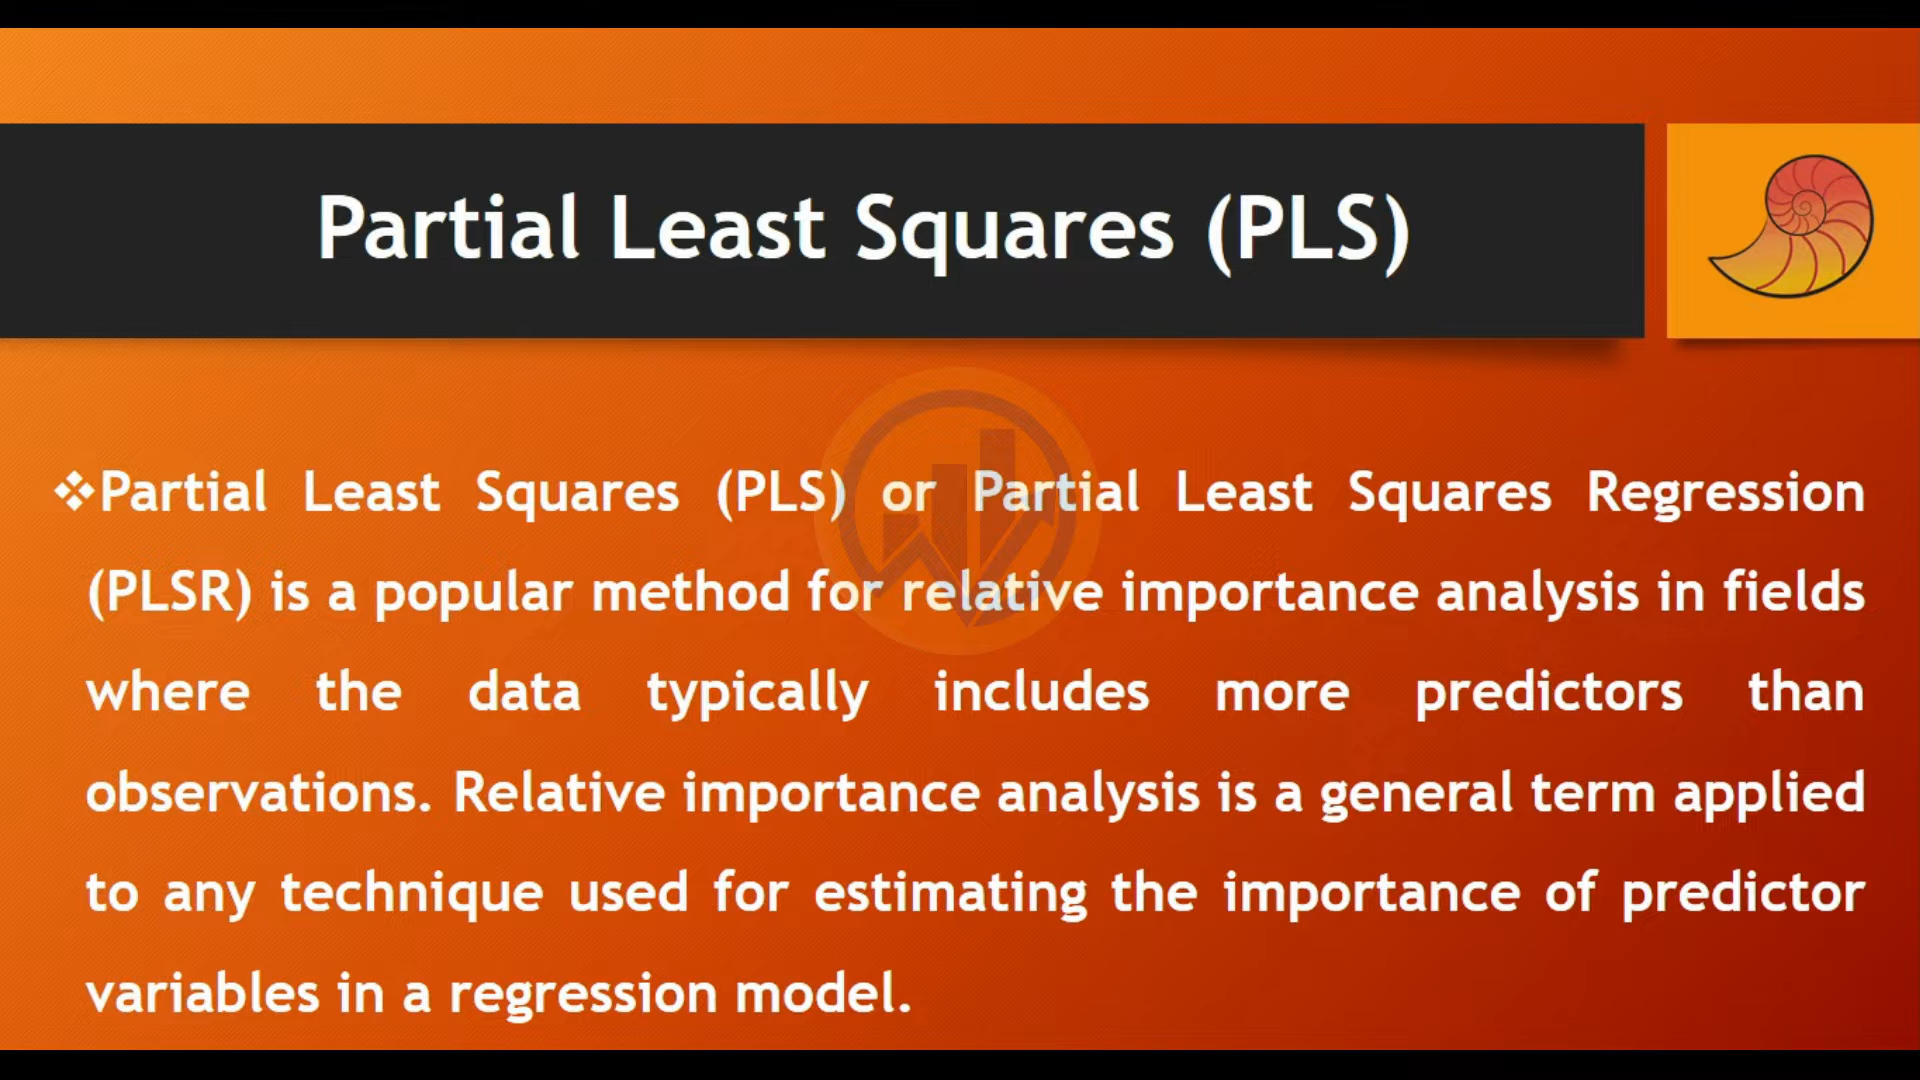 Partial Least Squares (PLS)
❖Partial Least Squares (PLS) or Partial Least Squares Regression
(PLSR) is a popular method for relative importance analysis in fields
where the data typically includes more predictors than
observations. Relative importance analysis is a general term applied
to any technique used for estimating the importance of predictor
variables in a regression model.